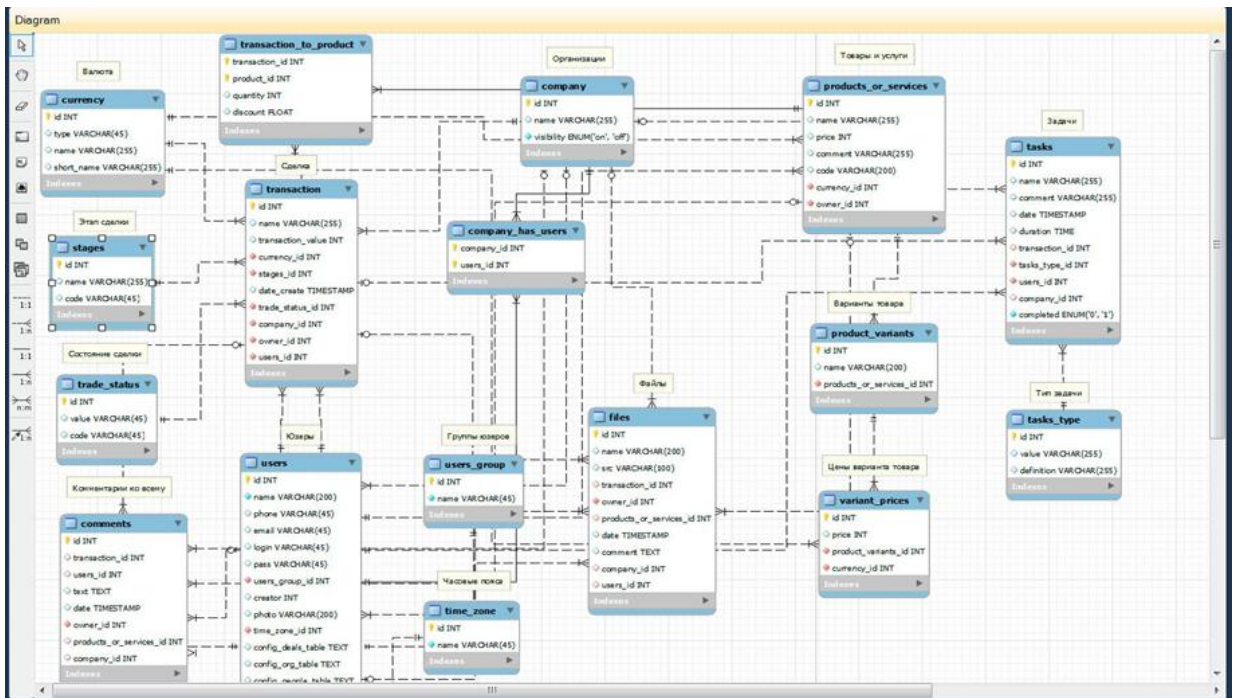 Diagram
transaction_to_product
transaction_id INT
product_id INT
quantity INT
discount FLOAT
Indexes
Валюта
currency
id INT
type VARCHAR(45)
name VARCHAR(255)
short_name VARCHAR(255)
Indexes
Организации
company
id INT
name VARCHAR(255)
visibility ENUM('on', 'off')
Indexes
Товары и услуги
products_or_services
id INT
name VARCHAR(255)
price INT
comment VARCHAR(255)
code VARCHAR(200)
currency_id INT
owner_id INT
Indexes
Задачи
tasks
id INT
name VARCHAR(255)
comment VARCHAR(255)
date TIMESTAMP
duration TIME
transaction_id INT
tasks_type_id INT
users_id INT
company_id INT
completed ENUM('0', '1')
Indexes
Сделка
transaction
id INT
name VARCHAR(255)
transaction_value INT
currency_id INT
stages_id INT
date_create TIMESTAMP
trade_status_id INT
company_id INT
owner_id INT
users_id INT
Indexes
Этап сделки
stages
id INT
name VARCHAR(255)
code VARCHAR(45)
Indexes
company_has_users
company_id INT
users_id INT
Indexes
Состояние сделки
trade_status
id INT
value VARCHAR(45)
code VARCHAR(45)
Indexes
Варианты товара
product_variants
id INT
name VARCHAR(200)
products_or_services_id INT
Indexes
Файлы
files
id INT
name VARCHAR(200)
src VARCHAR(100)
transaction_id INT
owner_id INT
products_or_services_id INT
date TIMESTAMP
comment TEXT
company_id INT
users_id INT
Indexes
Тип задачи
tasks_type
id INT
value VARCHAR(255)
definition VARCHAR(255)
Indexes
Юзеры
users
id INT
name VARCHAR(200)
phone VARCHAR(45)
email VARCHAR(45)
login VARCHAR(45)
pass VARCHAR(45)
users_group_id INT
creator INT
photo VARCHAR(200)
time_zone_id INT
config_deals_table TEXT
config_org_table TEXT
config_people_table TEXT
Группы юзеров
users_group
id INT
name VARCHAR(45)
Indexes
Цены варианта товара
variant_prices
id INT
price INT
product_variants_id INT
currency_id INT
Indexes
Комментарии ко всему
comments
id INT
transaction_id INT
users_id INT
text TEXT
date TIMESTAMP
owner_id INT
products_or_services_id INT
company_id INT
Indexes
Часовые пояса
time_zone
id INT
name VARCHAR(45)
Indexes
1:1
1:n
1:1
1:n
n:m
1:n